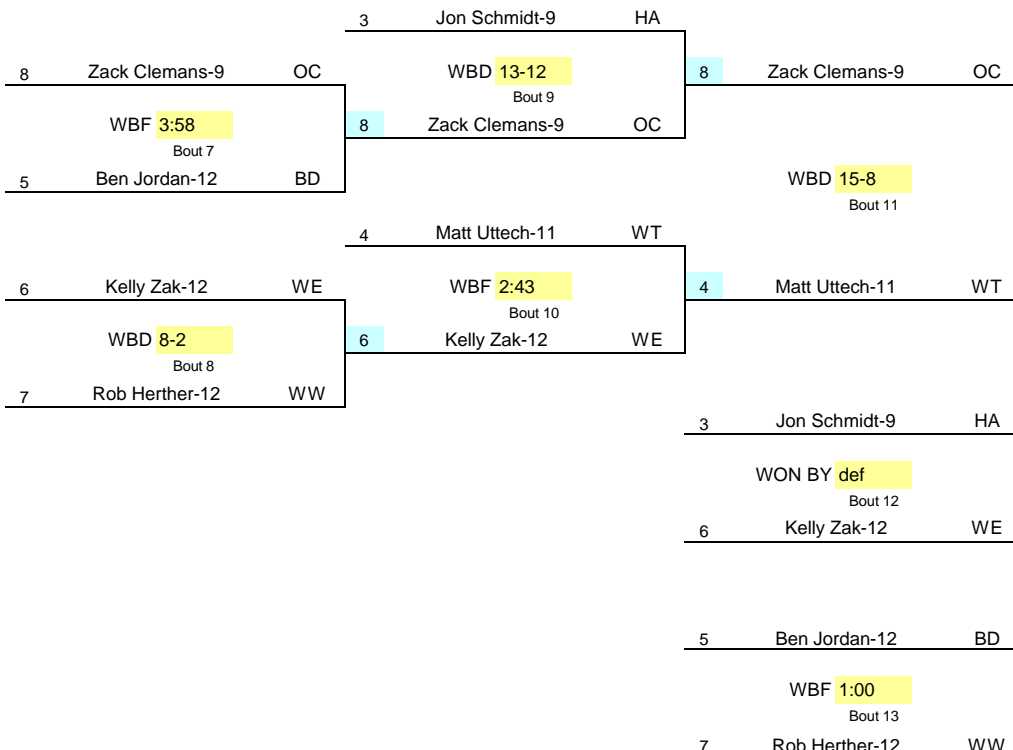 3 Jon Schmidt-9 HA
8 Zack Clemans-9 OC
WBD 13-12
8 Zack Clemans-9 OC
Bout 9
WBF 3:58
8 Zack Clemans-9 OC
Bout 7
5 Ben Jordan-12 BD
WBD 15-8
Bout 11
4 Matt Uttech-11 WT
6 Kelly Zak-12 WE
WBF 2:43
4 Matt Uttech-11 WT
Bout 10
WBD 8-2
6 Kelly Zak-12 WE
Bout 8
7 Rob Herther-12 WW
3 Jon Schmidt-9 HA
WON BY def
Bout 12
6 Kelly Zak-12 WE
5 Ben Jordan-12 BD
WBF 1:00
Bout 13
7 Rob Herther-12 WW